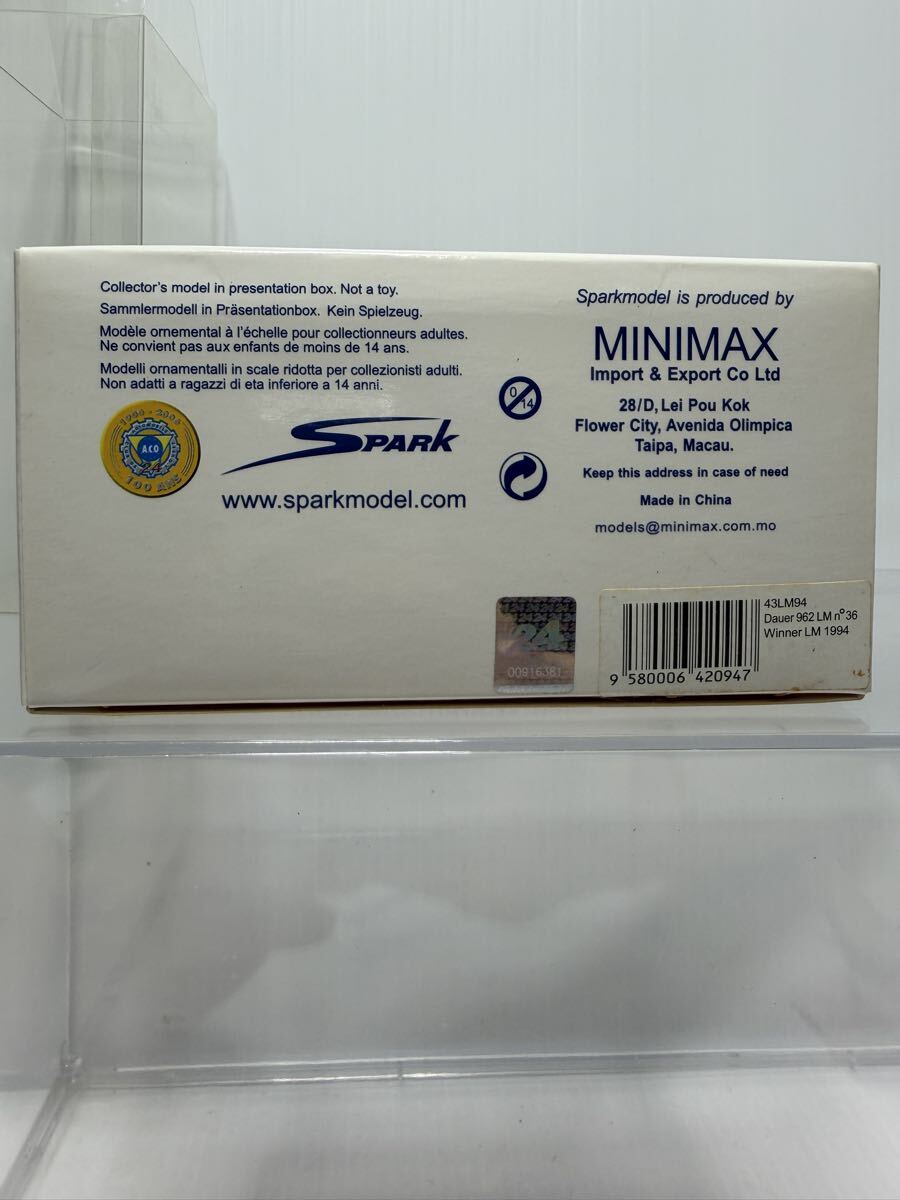 Collector's model in presentation box. Not a toy.
Sammlermodell in Präsentationbox. Kein Spielzeug.
Modèle ornemental à l'échelle pour collectionneurs adultes.
Ne convient pas aux enfants de moins de 14 ans.
Modelli ornamentalli in scale ridotta per collezionisti adulti.
Non adatti a ragazzi di eta inferiore a 14 anni.
1906 - 2006
ACO
24
100 ANS
SPARK
www.sparkmodel.com
0
14
Sparkmodel is produced by
MINIMAX
Import & Export Co Ltd
28/D, Lei Pou Kok
Flower City, Avenida Olimpica
Taipa, Macau.
Keep this address in case of need
Made in China
models@minimax.com.mo
24
00916381
43LM94
Dauer 962 LM n° 36
Winner LM 1994
9 580006 420947